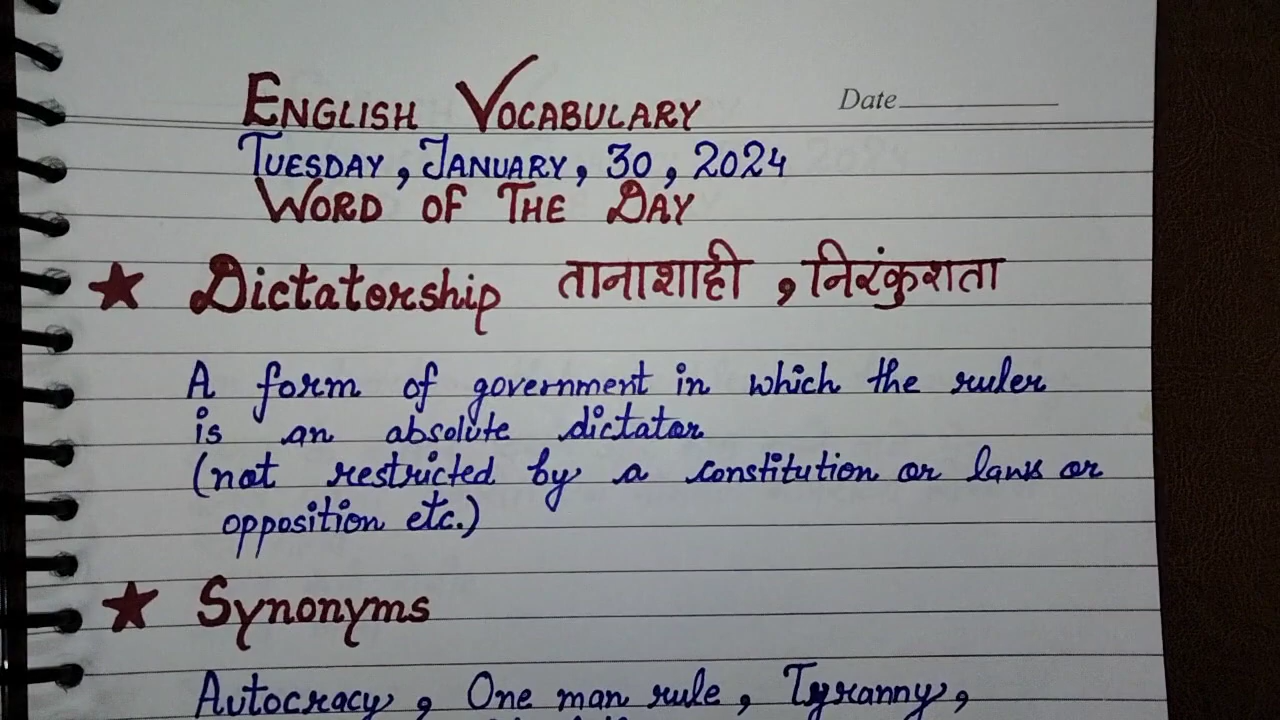 ENGLISH VOCABULARY
Date
TUESDAY, JANUARY, 30, 2024
WORD OF THE DAY
★ Dictatorship तानाशाही, निरंकुशता
A form of government in which the ruler
is an absolute dictator
(not restricted by a constitution or laws or
opposition etc.)
★ Synonyms
Autocracy, One man rule, Tyranny,